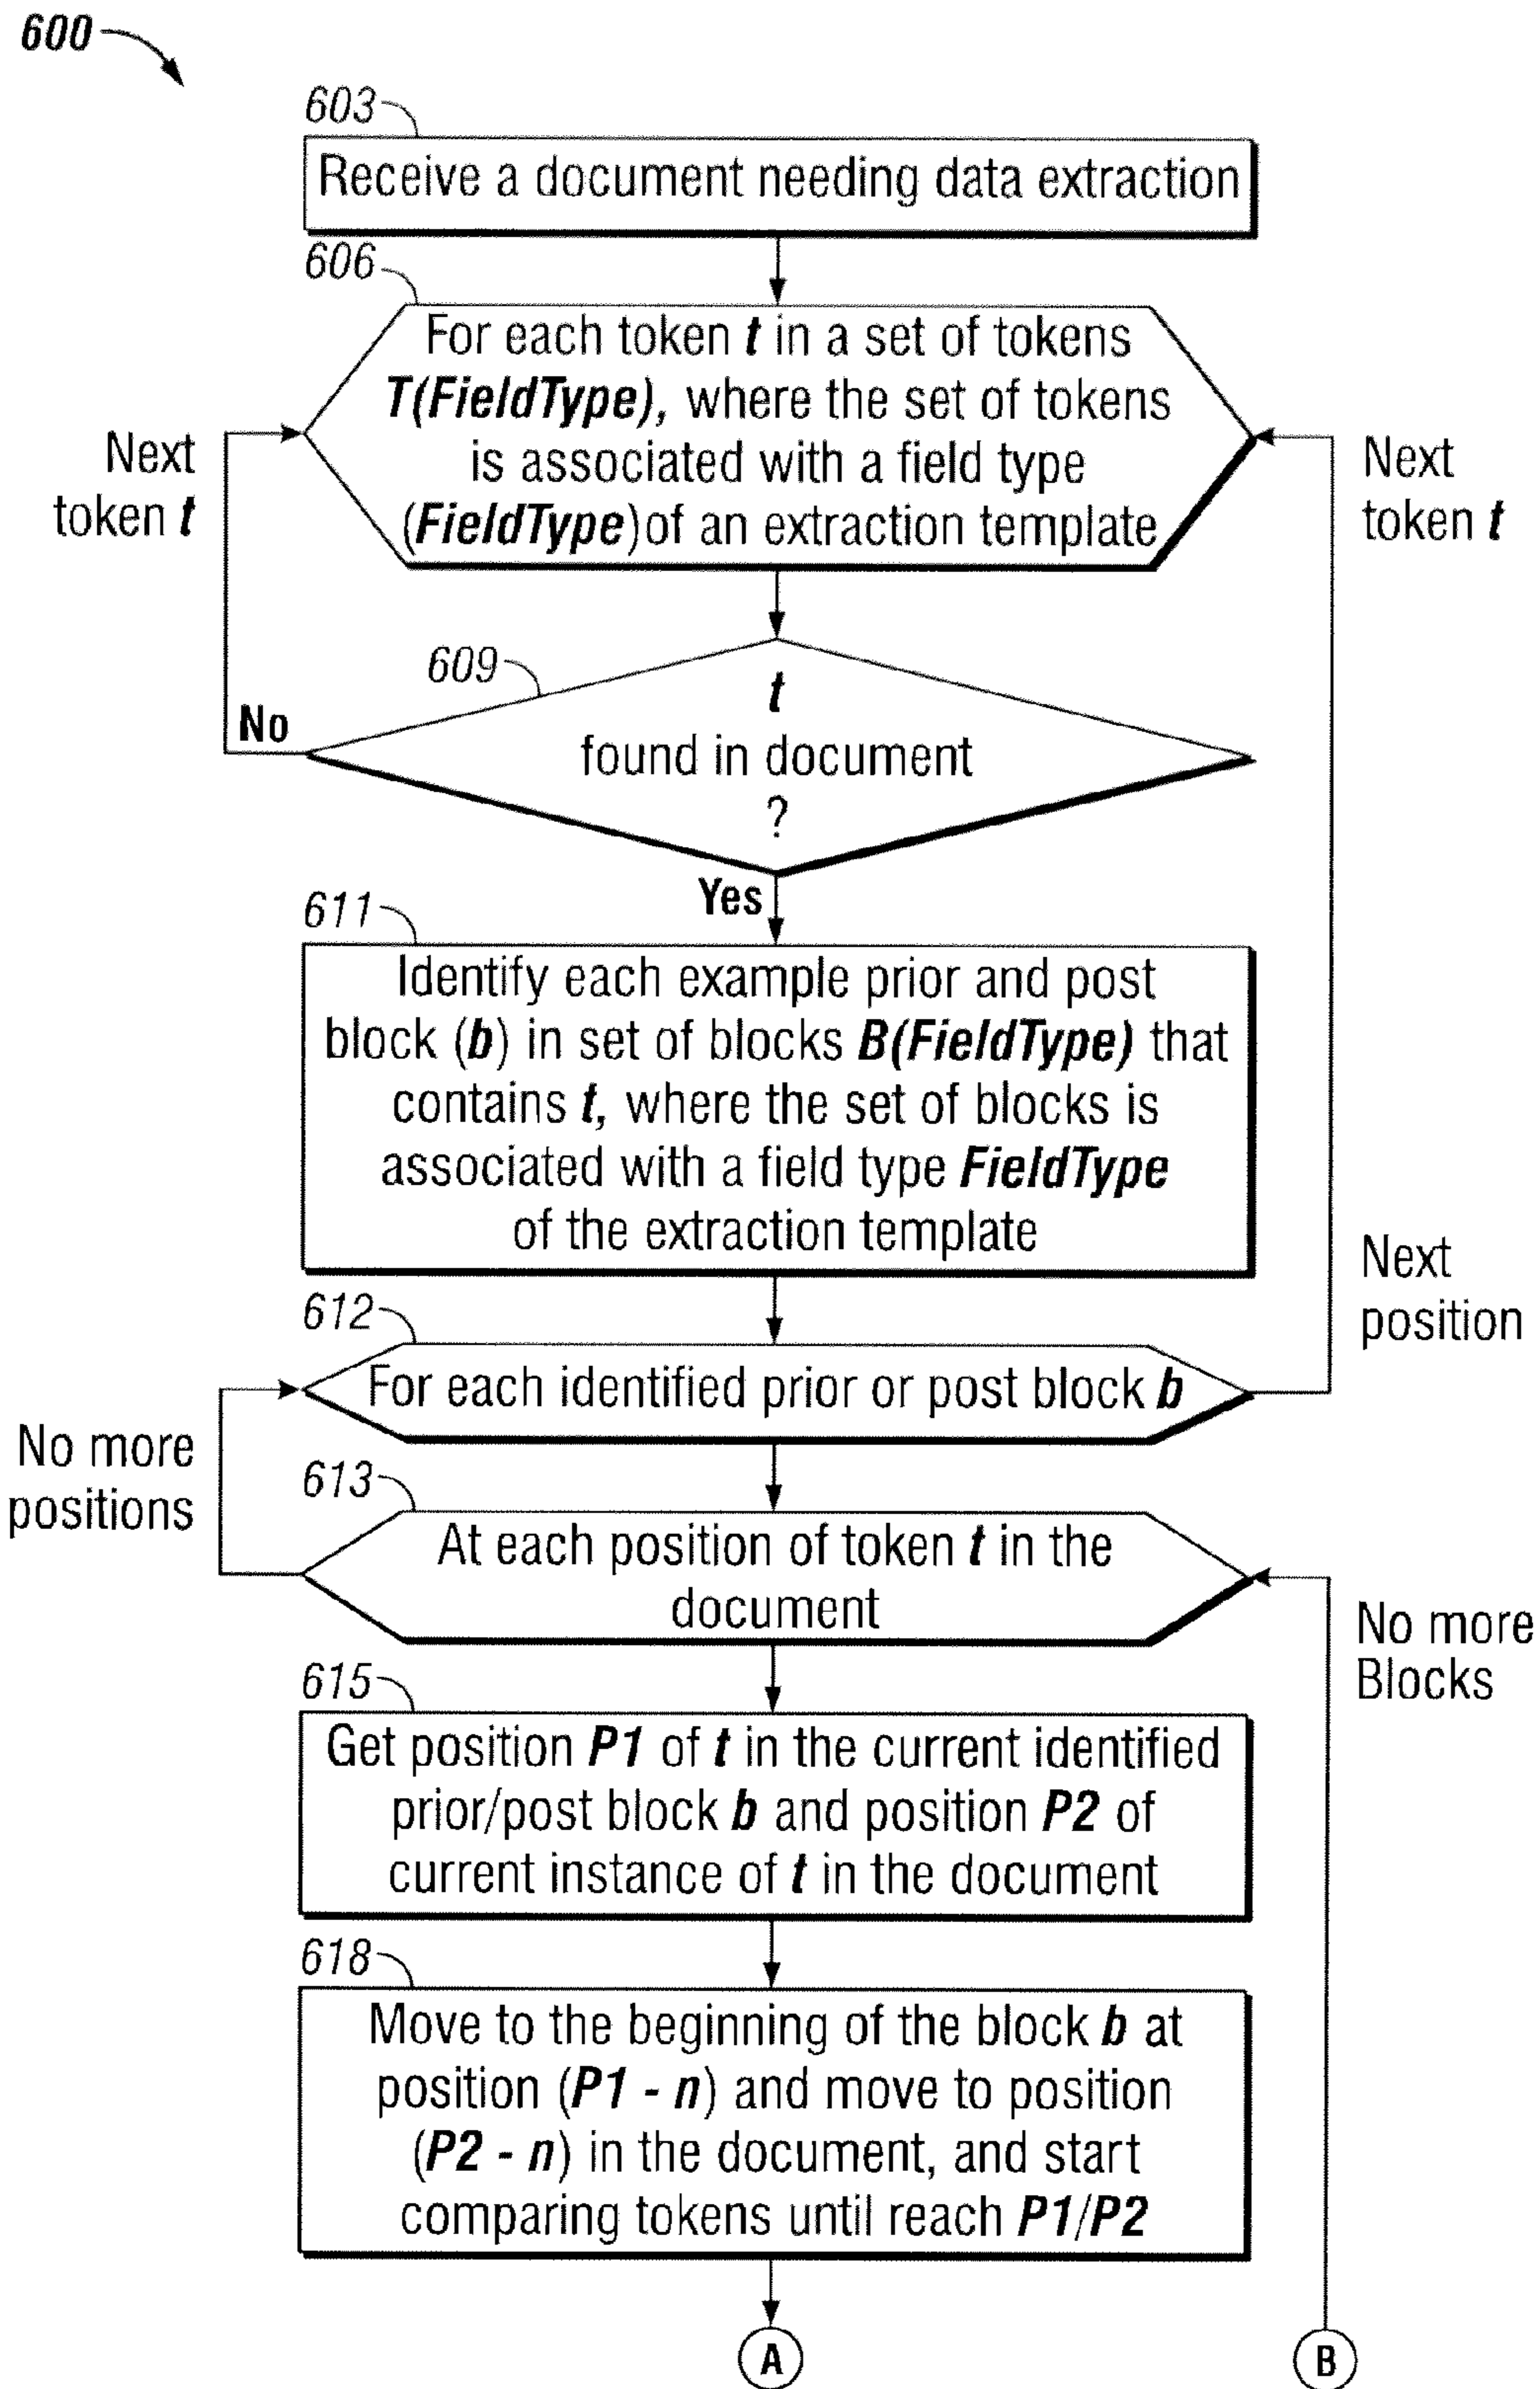 600
603
Receive a document needing data extraction
606
For each token t in a set of tokens
T(FieldType), where the set of tokens
is associated with a field type
(FieldType)of an extraction template
Next
token t
Next
token t
609
t
found in document
?
No
Yes
611
Identify each example prior and post
block (b) in set of blocks B(FieldType) that
contains t, where the set of blocks is
associated with a field type FieldType
of the extraction template
Next
position
612
For each identified prior or post block b
No more
positions
613
At each position of token t in the
document
No more
Blocks
615
Get position P1 of t in the current identified
prior/post block b and position P2 of
current instance of t in the document
618
Move to the beginning of the block b at
position (P1 - n) and move to position
(P2 - n) in the document, and start
comparing tokens until reach P1/P2
A
B